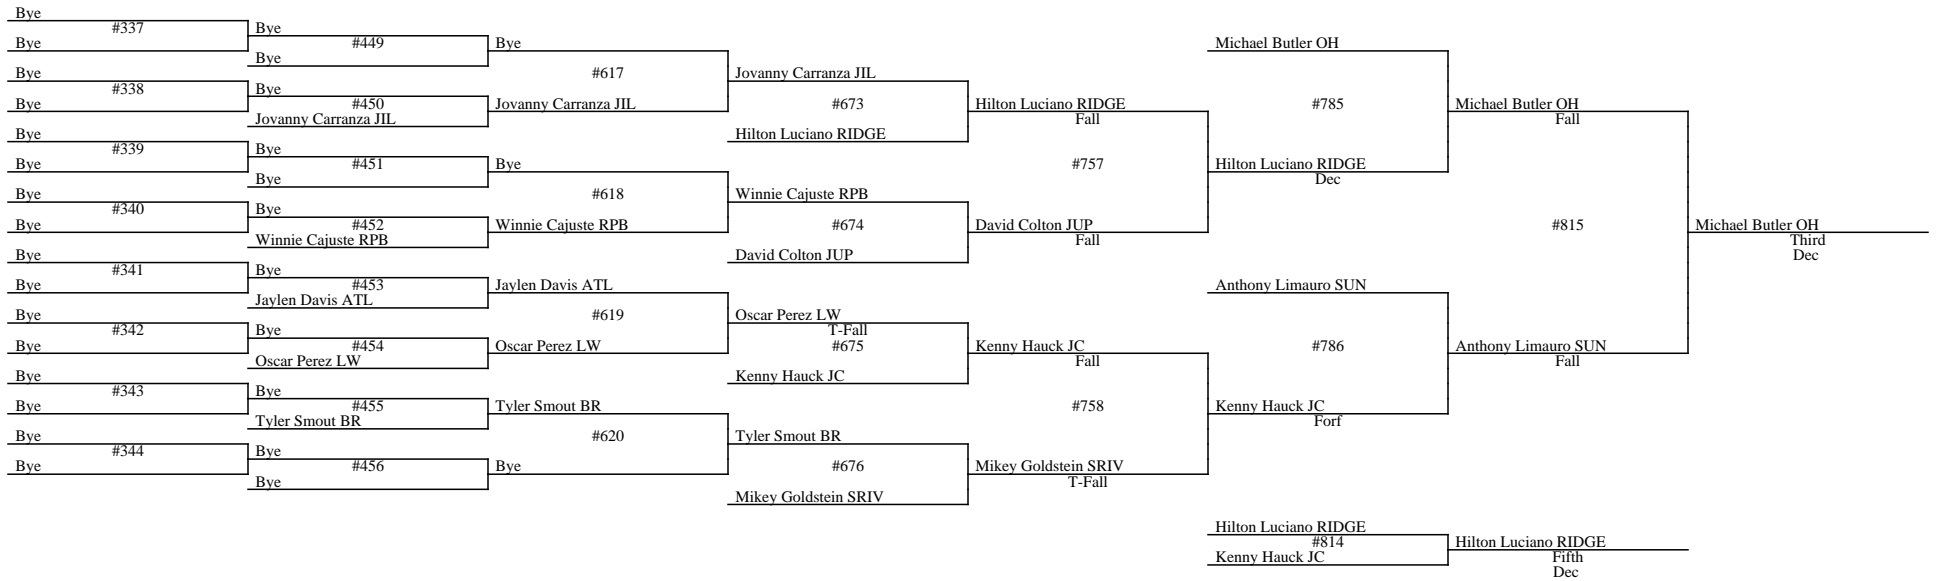 Bye
#337
Bye
Bye
#338
Bye
Bye
#339
Bye
Bye
#340
Bye
Bye
#341
Bye
Bye
#342
Bye
Bye
#343
Bye
Bye
#344
Bye
Bye
#449
Bye
Bye
#450
Jovanny Carranza JIL
Bye
#451
Bye
Bye
#452
Winnie Cajuste RPB
Bye
#453
Jaylen Davis ATL
Bye
#454
Oscar Perez LW
Bye
#455
Tyler Smout BR
Bye
#456
Bye
Bye
#617
Jovanny Carranza JIL
Bye
#618
Winnie Cajuste RPB
Jaylen Davis ATL
#619
Oscar Perez LW
Tyler Smout BR
#620
Bye
Jovanny Carranza JIL
#673
Hilton Luciano RIDGE
Winnie Cajuste RPB
#674
David Colton JUP
Oscar Perez LW
T-Fall
#675
Kenny Hauck JC
Tyler Smout BR
#676
Mikey Goldstein SRIV
Hilton Luciano RIDGE
Fall
#757
David Colton JUP
Fall
Kenny Hauck JC
Fall
#758
Mikey Goldstein SRIV
T-Fall
Michael Butler OH
#785
Hilton Luciano RIDGE
Dec
Anthony Limauro SUN
#786
Kenny Hauck JC
Forf
Michael Butler OH
Fall
#815
Anthony Limauro SUN
Fall
Michael Butler OH
Third
Dec
Hilton Luciano RIDGE
#814
Kenny Hauck JC
Hilton Luciano RIDGE
Fifth
Dec